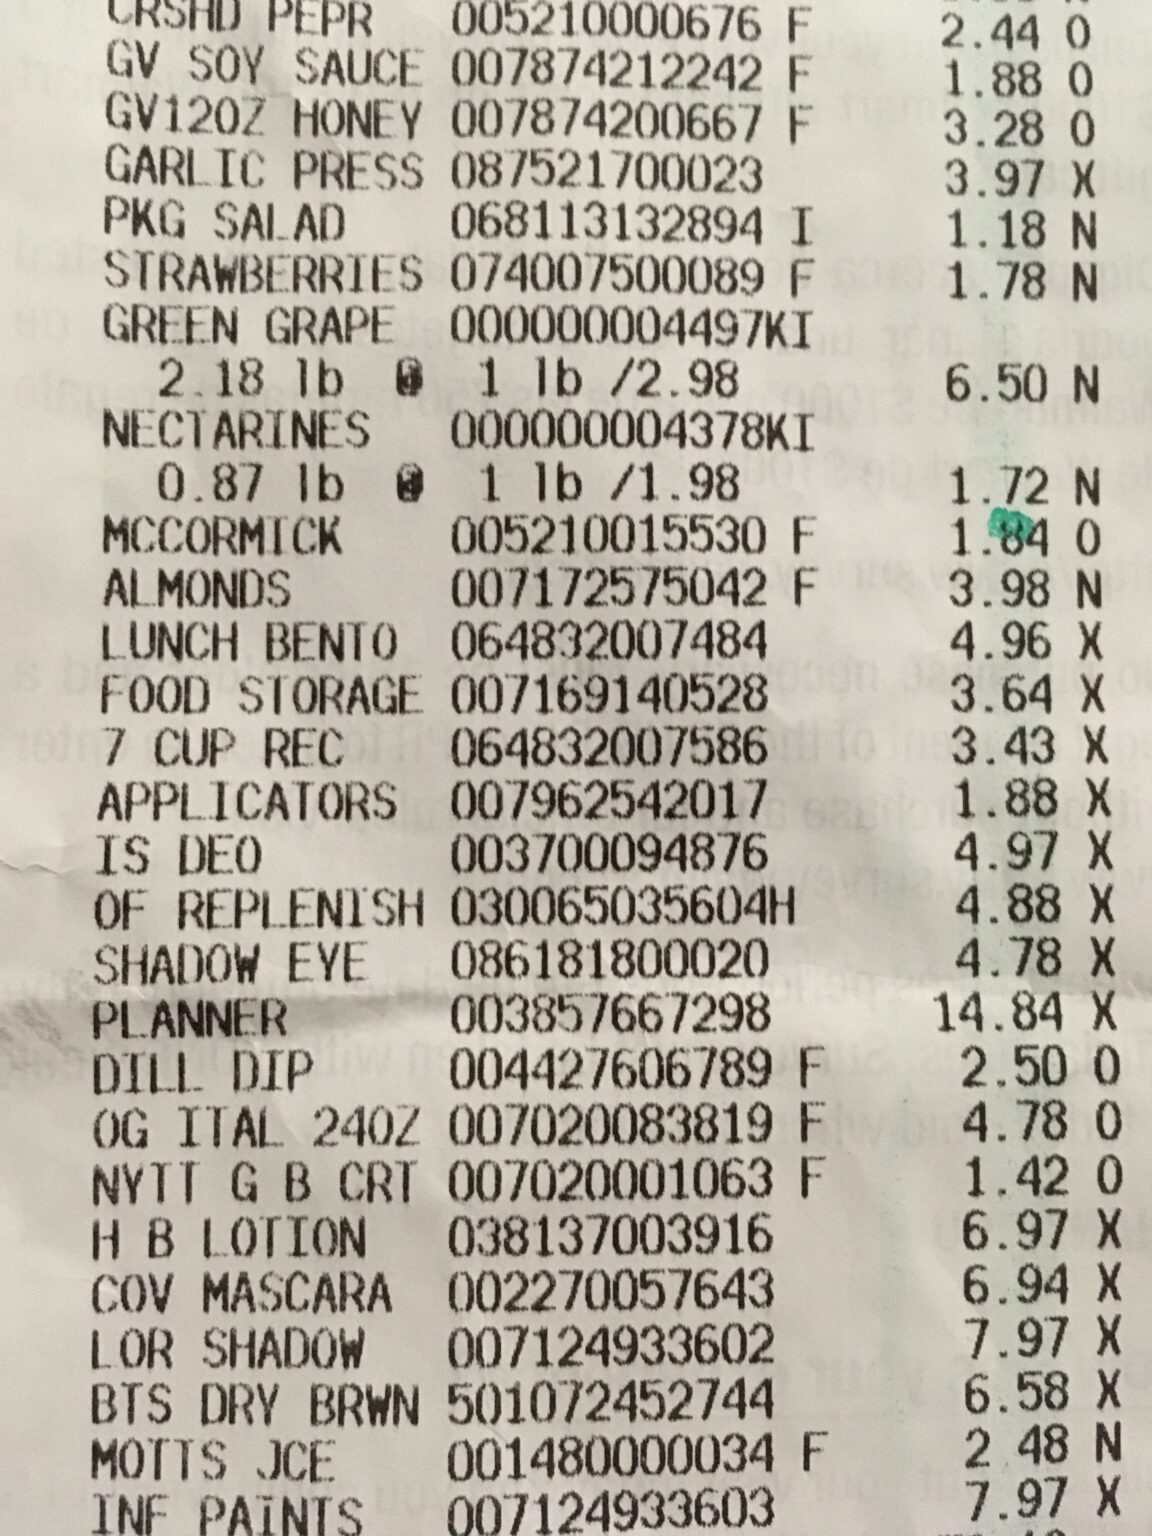 CRSHD PEPR 005210000676 F 2.44 O
GV SOY SAUCE 007874212242 F 1.88 O
GV12OZ HONEY 007874200667 F 3.28 O
GARLIC PRESS 087521700023 3.97 X
PKG SALAD 068113132894 I 1.18 N
STRAWBERRIES 074007500089 F 1.78 N
GREEN GRAPE 000000004497KI
2.18 lb @ 1 lb /2.98 6.50 N
NECTARINES 000000004378KI
0.87 lb @ 1 lb /1.98 1.72 N
MCCORMICK 005210015530 F 1.84 O
ALMONDS 007172575042 F 3.98 N
LUNCH BENTO 064832007484 4.96 X
FOOD STORAGE 007169140528 3.64 X
7 CUP REC 064832007586 3.43 X
APPLICATORS 007962542017 1.88 X
IS DEO 003700094876 4.97 X
OF REPLENISH 030065035604H 4.88 X
SHADOW EYE 086181800020 4.78 X
PLANNER 003857667298 14.84 X
DILL DIP 004427606789 F 2.50 O
OG ITAL 24OZ 007020083819 F 4.78 O
NYTT G B CRT 007020001063 F 1.42 O
H B LOTION 038137003916 6.97 X
COV MASCARA 002270057643 6.94 X
LOR SHADOW 007124933602 7.97 X
BTS DRY BRWN 501072452744 6.58 X
MOTTS JCE 001480000034 F 2.48 N
INF PAINTS 007124933603 7.97 X